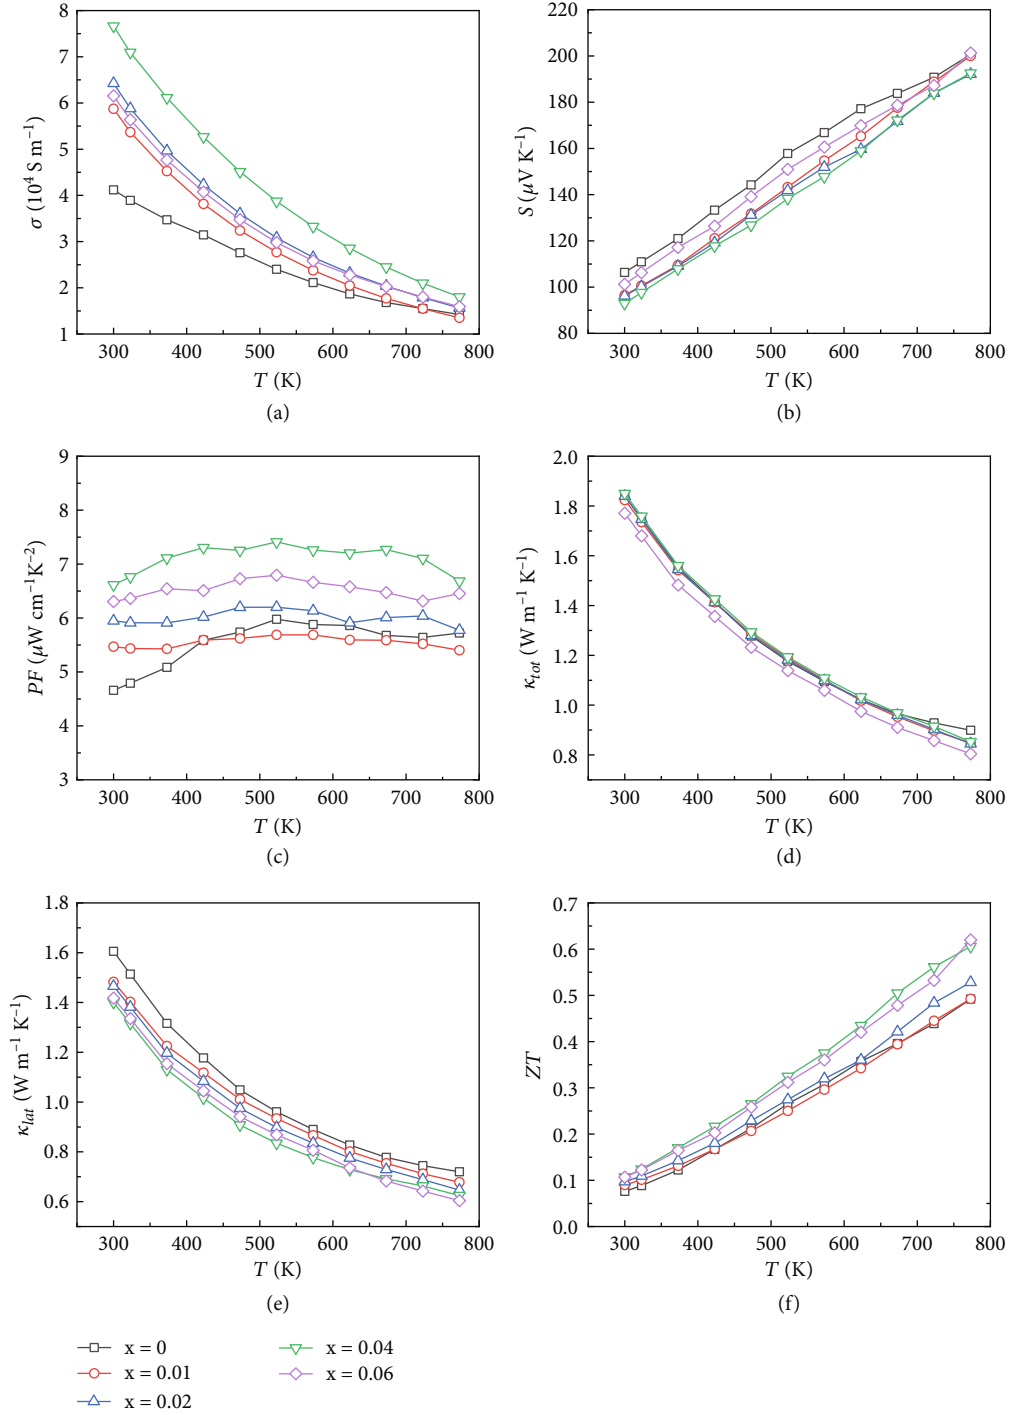 8
7
6
5
4
3
2
1
σ (10⁴ S m⁻¹)
300 400 500 600 700 800
T (K)
(a)
200
180
160
140
120
100
80
S (μV K⁻¹)
300 400 500 600 700 800
T (K)
(b)
9
8
7
6
5
4
3
PF (μW cm⁻¹K⁻²)
300 400 500 600 700 800
T (K)
(c)
2.0
1.8
1.6
1.4
1.2
1.0
0.8
κtot (W m⁻¹ K⁻¹)
300 400 500 600 700 800
T (K)
(d)
1.8
1.6
1.4
1.2
1.0
0.8
0.6
κlat (W m⁻¹ K⁻¹)
300 400 500 600 700 800
T (K)
(e)
0.7
0.6
0.5
0.4
0.3
0.2
0.1
0.0
ZT
300 400 500 600 700 800
T (K)
(f)
x = 0
x = 0.01
x = 0.02
x = 0.04
x = 0.06